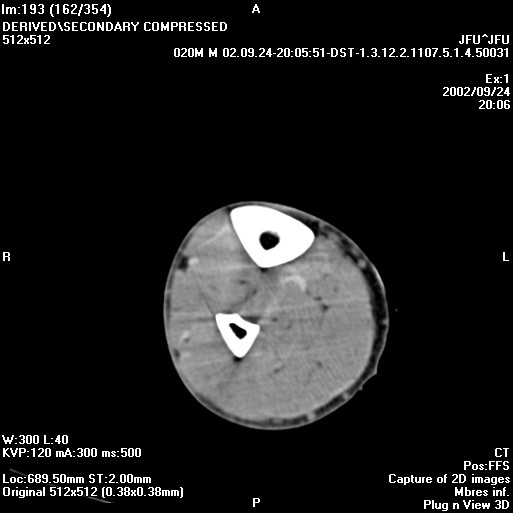 Im:193 (162/354)
A
DERIVED\SECONDARY COMPRESSED
512x512
JFU^JFU
020M M 02.09.24-20:05:51-DST-1.3.12.2.1107.5.1.4.50031
Ex:1
2002/09/24
20:06
R
L
W:300 L:40
KVP:120 mA:300 ms:500
CT
Pos:FFS
Loc:689.50mm ST:2.00mm
Capture of 2D images
Original 512x512 (0.38x0.38mm)
Mbres inf.
P
Plug n View 3D